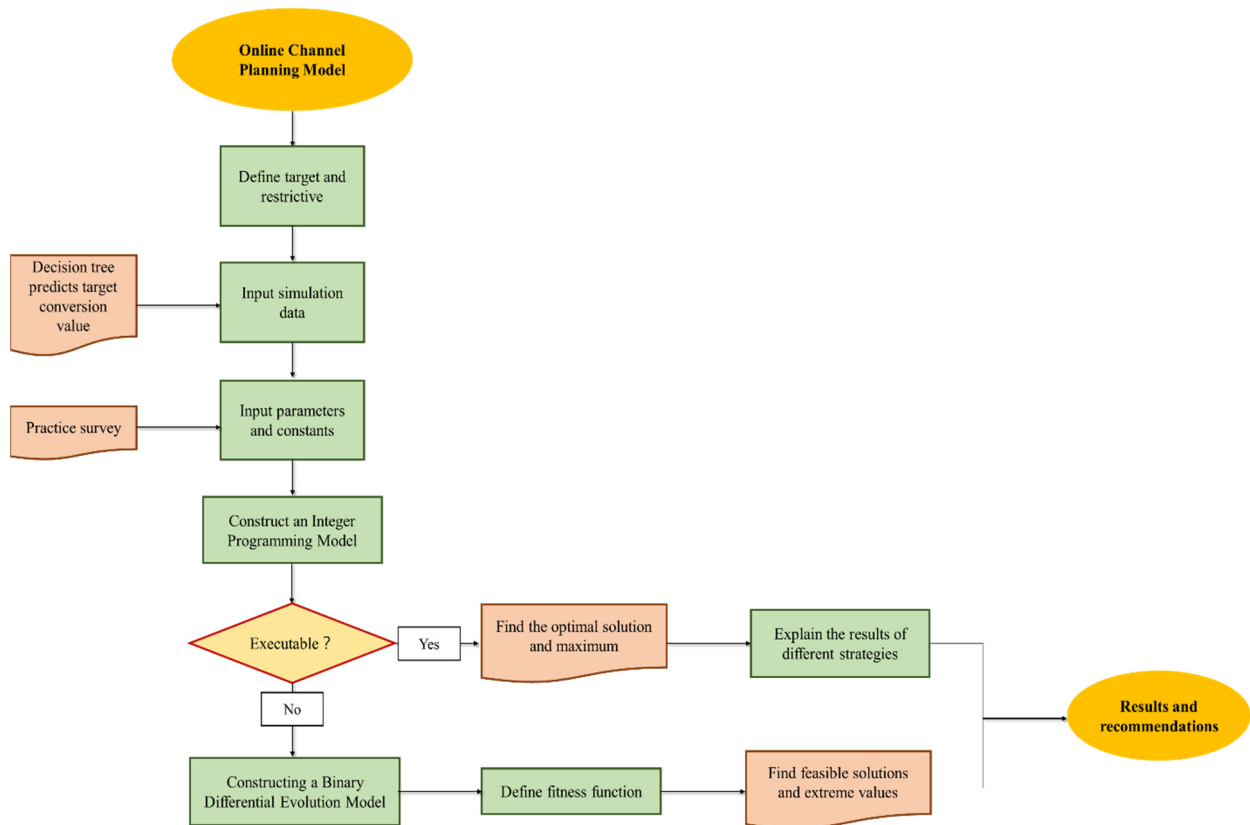 Online Channel
Planning Model
Define target and
restrictive
Decision tree
predicts target
conversion
value
Input simulation
data
Practice survey
Input parameters
and constants
Construct an Integer
Programming Model
Executable ?
Yes
Find the optimal solution
and maximum
Explain the results of
different strategies
No
Results and
recommendations
Constructing a Binary
Differential Evolution Model
Define fitness function
Find feasible solutions
and extreme values